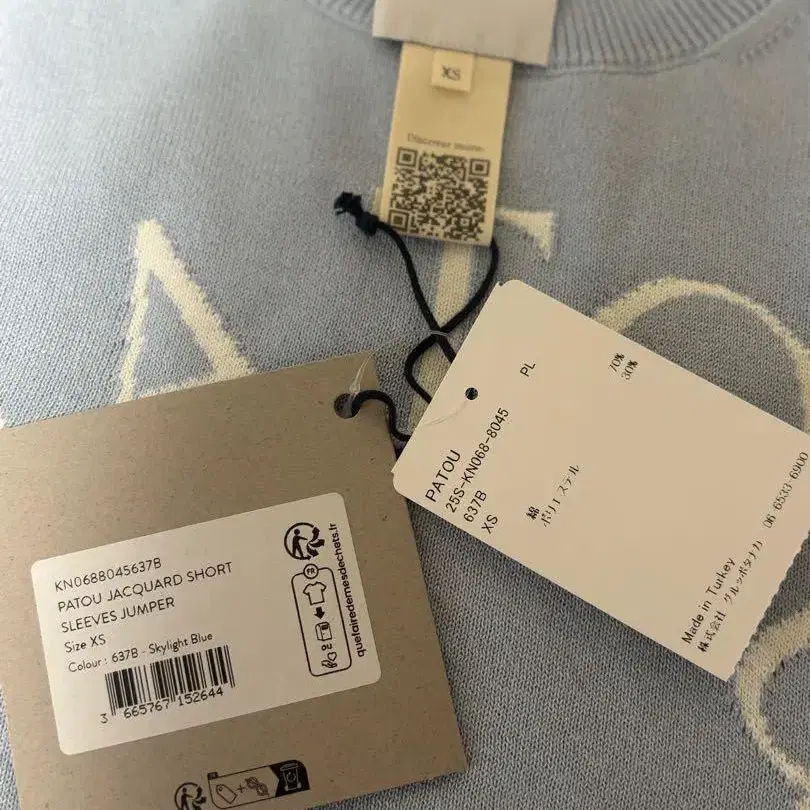 XS
Discover more.
A T O
PATOU
25S-KN068-8045
637B
XS
PL
綿 70%
ポリエステル 30%
Made in Turkey
株式会社 グルッポタナカ 06-6533-6900
KN0688045637B
PATOU JACQUARD SHORT
SLEEVES JUMPER
Size XS
Colour : 637B - Skylight Blue
3 665767 152644
FR
quefairedemesdechets.fr